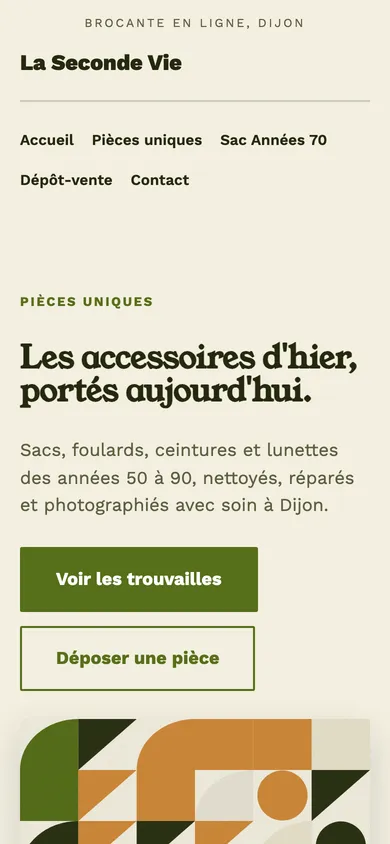 BROCANTE EN LIGNE, DIJON
La Seconde Vie
Accueil Pièces uniques Sac Années 70
Dépôt-vente Contact
PIÈCES UNIQUES
Les accessoires d'hier,
portés aujourd'hui.
Sacs, foulards, ceintures et lunettes
des années 50 à 90, nettoyés, réparés
et photographiés avec soin à Dijon.
Voir les trouvailles
Déposer une pièce